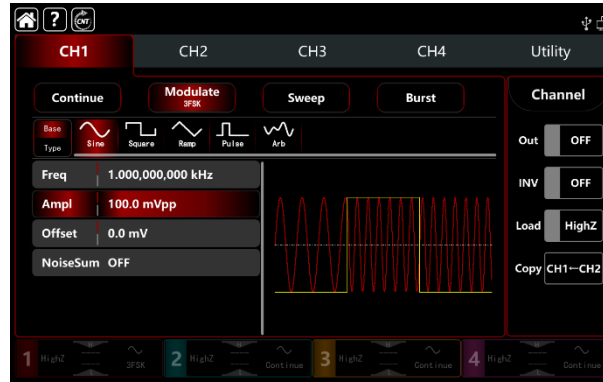 ? CNT
CH1 CH2 CH3 CH4 Utility
Continue Modulate Sweep Burst Channel
3FSK
Base
Type Sine Square Ramp Pulse Arb
Out OFF
Freq 1.000,000,000 kHz
INV OFF
Ampl 100.0 mVpp
Load HighZ
Offset 0.0 mV
NoiseSum OFF
Copy CH1←CH2
1 HighZ 3FSK 2 HighZ Continue 3 HighZ Continue 4 HighZ Continue